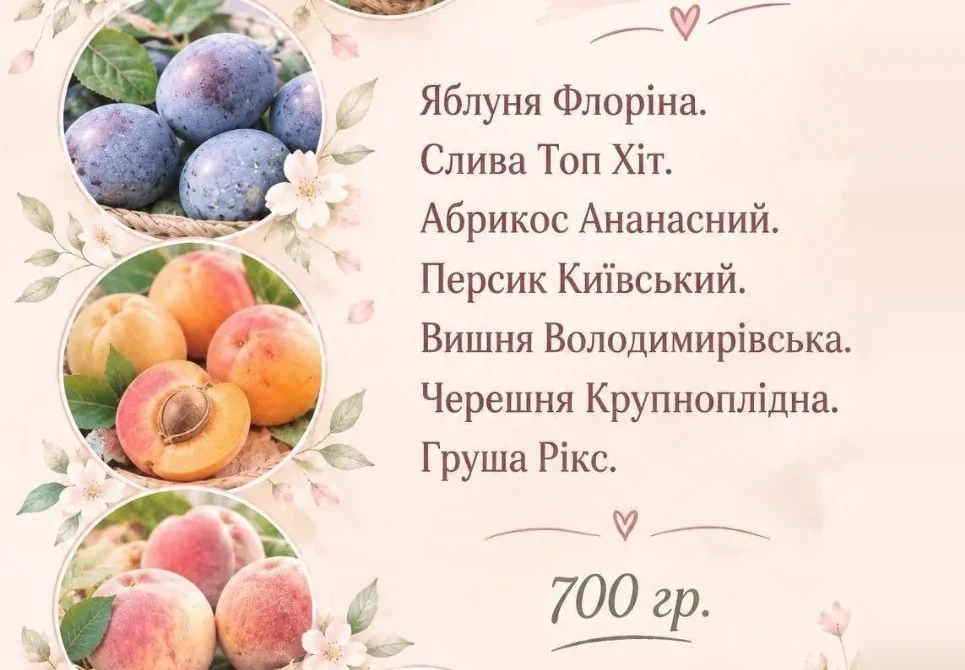 Яблуня Флоріна.
Слива Топ Хіт.
Абрикос Ананасний.
Персик Київський.
Вишня Володимирівська.
Черешня Крупноплідна.
Груша Рікс.
700 гр.